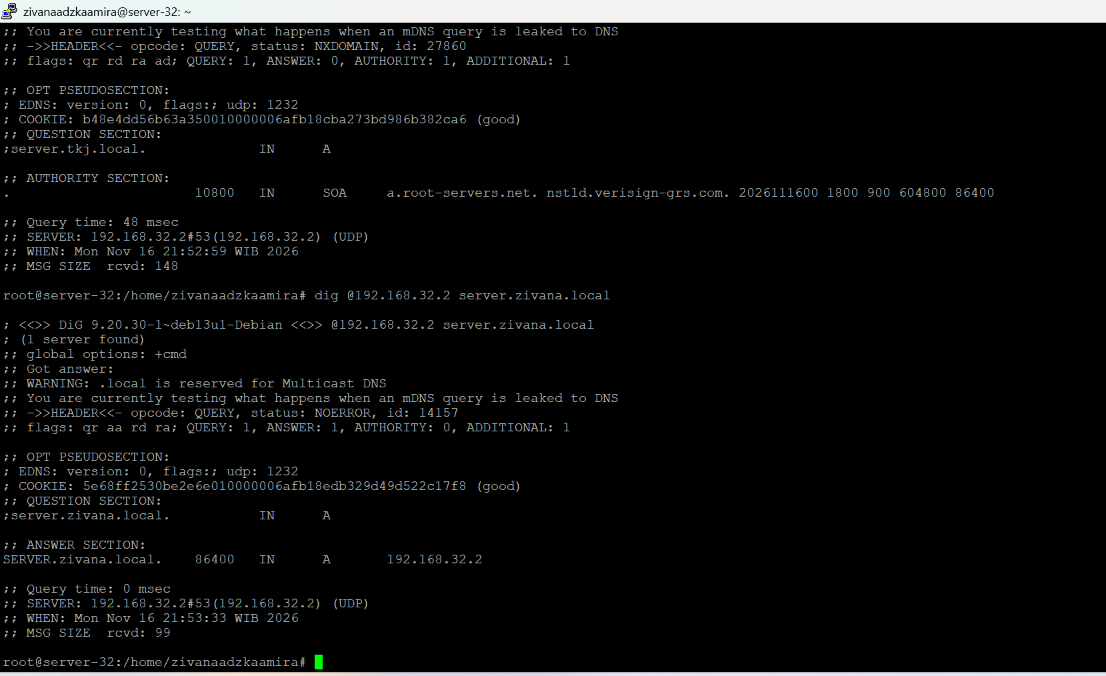 zivanaadzkaamira@server-32: ~
;; You are currently testing what happens when an mDNS query is leaked to DNS
;; ->>HEADER<<- opcode: QUERY, status: NXDOMAIN, id: 27860
;; flags: qr rd ra ad; QUERY: 1, ANSWER: 0, AUTHORITY: 1, ADDITIONAL: 1
;; OPT PSEUDOSECTION:
; EDNS: version: 0, flags:; udp: 1232
; COOKIE: b48e4dd56b63a350010000006afb18cba273bd986b382ca6 (good)
;; QUESTION SECTION:
;server.tkj.local. IN A
;; AUTHORITY SECTION:
. 10800 IN SOA a.root-servers.net. nstld.verisign-grs.com. 2026111600 1800 900 604800 86400
;; Query time: 48 msec
;; SERVER: 192.168.32.2#53(192.168.32.2) (UDP)
;; WHEN: Mon Nov 16 21:52:59 WIB 2026
;; MSG SIZE rcvd: 148
root@server-32:/home/zivanaadzkaamira# dig @192.168.32.2 server.zivana.local
; <<>> DiG 9.20.30-1~deb13u1-Debian <<>> @192.168.32.2 server.zivana.local
; (1 server found)
;; global options: +cmd
;; Got answer:
;; WARNING: .local is reserved for Multicast DNS
;; You are currently testing what happens when an mDNS query is leaked to DNS
;; ->>HEADER<<- opcode: QUERY, status: NOERROR, id: 14157
;; flags: qr aa rd ra; QUERY: 1, ANSWER: 1, AUTHORITY: 0, ADDITIONAL: 1
;; OPT PSEUDOSECTION:
; EDNS: version: 0, flags:; udp: 1232
; COOKIE: 5e68ff2530be2e6e010000006afb18edb329d49d522c17f8 (good)
;; QUESTION SECTION:
;server.zivana.local. IN A
;; ANSWER SECTION:
SERVER.zivana.local. 86400 IN A 192.168.32.2
;; Query time: 0 msec
;; SERVER: 192.168.32.2#53(192.168.32.2) (UDP)
;; WHEN: Mon Nov 16 21:53:33 WIB 2026
;; MSG SIZE rcvd: 99
root@server-32:/home/zivanaadzkaamira#